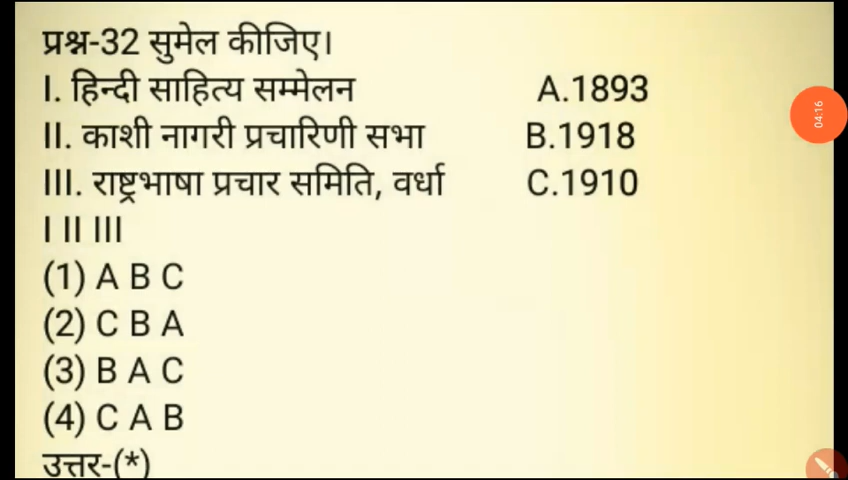 प्रश्न-32 सुमेल कीजिए।
I. हिन्दी साहित्य सम्मेलन A.1893
II. काशी नागरी प्रचारिणी सभा B.1918
III. राष्ट्रभाषा प्रचार समिति, वर्धा C.1910
I II III
(1) A B C
(2) C B A
(3) B A C
(4) C A B
उत्तर-(*)
04:16